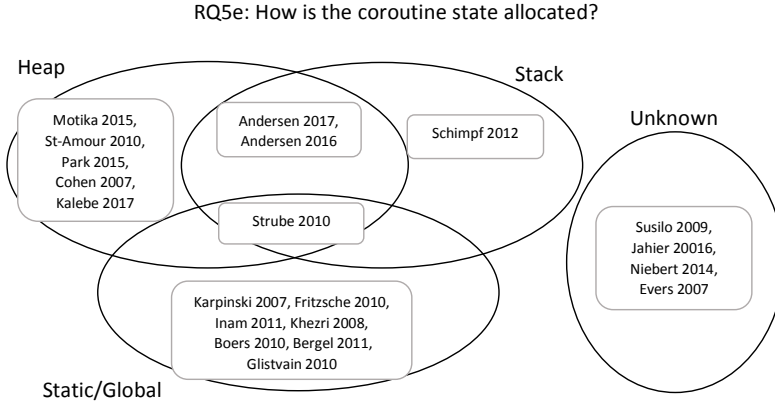 RQ5e: How is the coroutine state allocated?
Heap
Stack
Unknown
Motika 2015,
St-Amour 2010,
Park 2015,
Cohen 2007,
Kalebe 2017
Andersen 2017,
Andersen 2016
Schimpf 2012
Strube 2010
Susilo 2009,
Jahier 20016,
Niebert 2014,
Evers 2007
Karpinski 2007, Fritzsche 2010,
Inam 2011, Khezri 2008,
Boers 2010, Bergel 2011,
Glistvain 2010
Static/Global